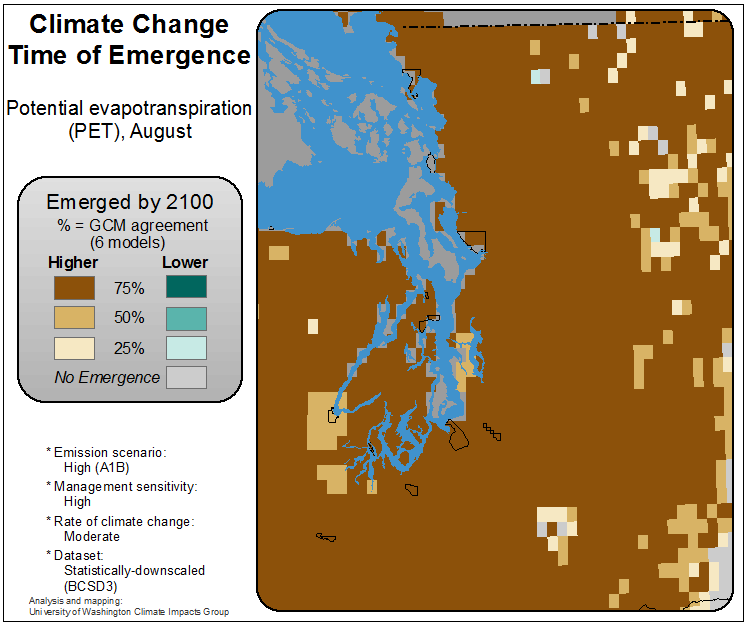 Climate Change
Time of Emergence
Potential evapotranspiration
(PET), August
Emerged by 2100
% = GCM agreement
(6 models)
Higher Lower
75%
50%
25%
No Emergence
* Emission scenario:
High (A1B)
* Management sensitivity:
High
* Rate of climate change:
Moderate
* Dataset:
Statistically-downscaled
(BCSD3)
Analysis and mapping:
University of Washington Climate Impacts Group